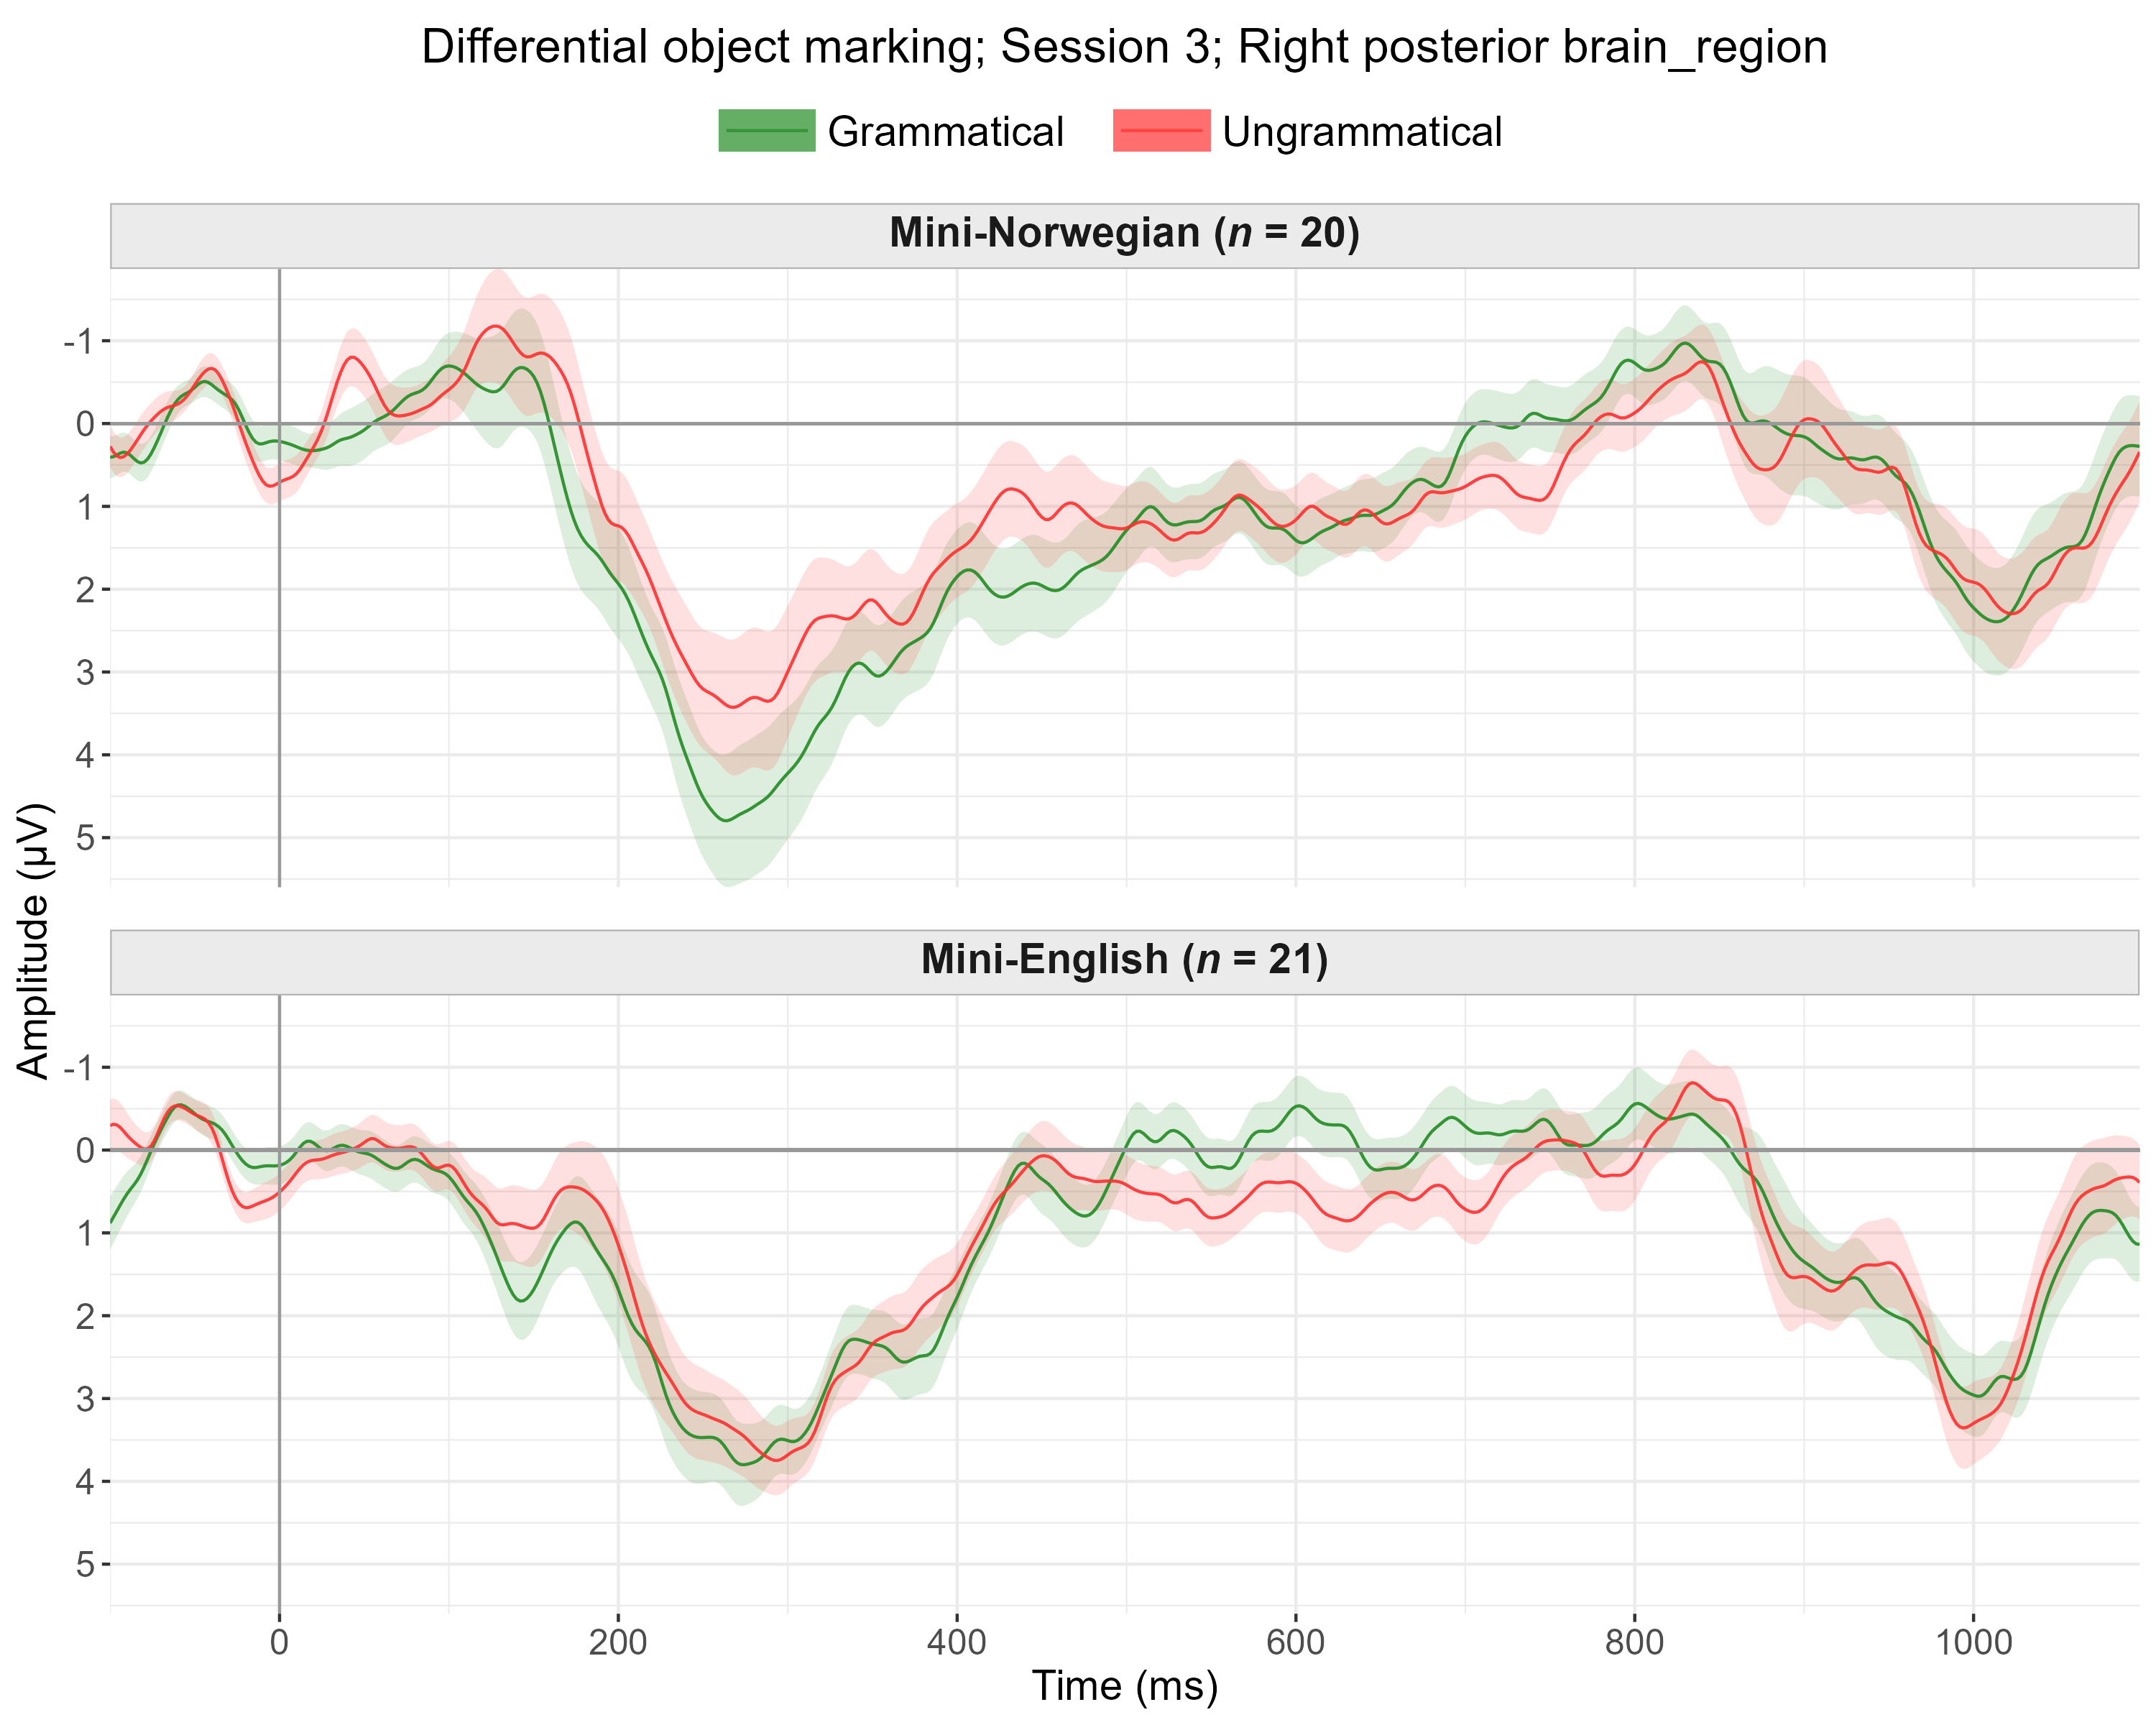 Differential object marking; Session 3; Right posterior brain_region
Grammatical Ungrammatical
Mini-Norwegian (n = 20)
-1
0
1
2
3
4
5
Amplitude (µV)
Mini-English (n = 21)
-1
0
1
2
3
4
5
0 200 400 600 800 1000
Time (ms)